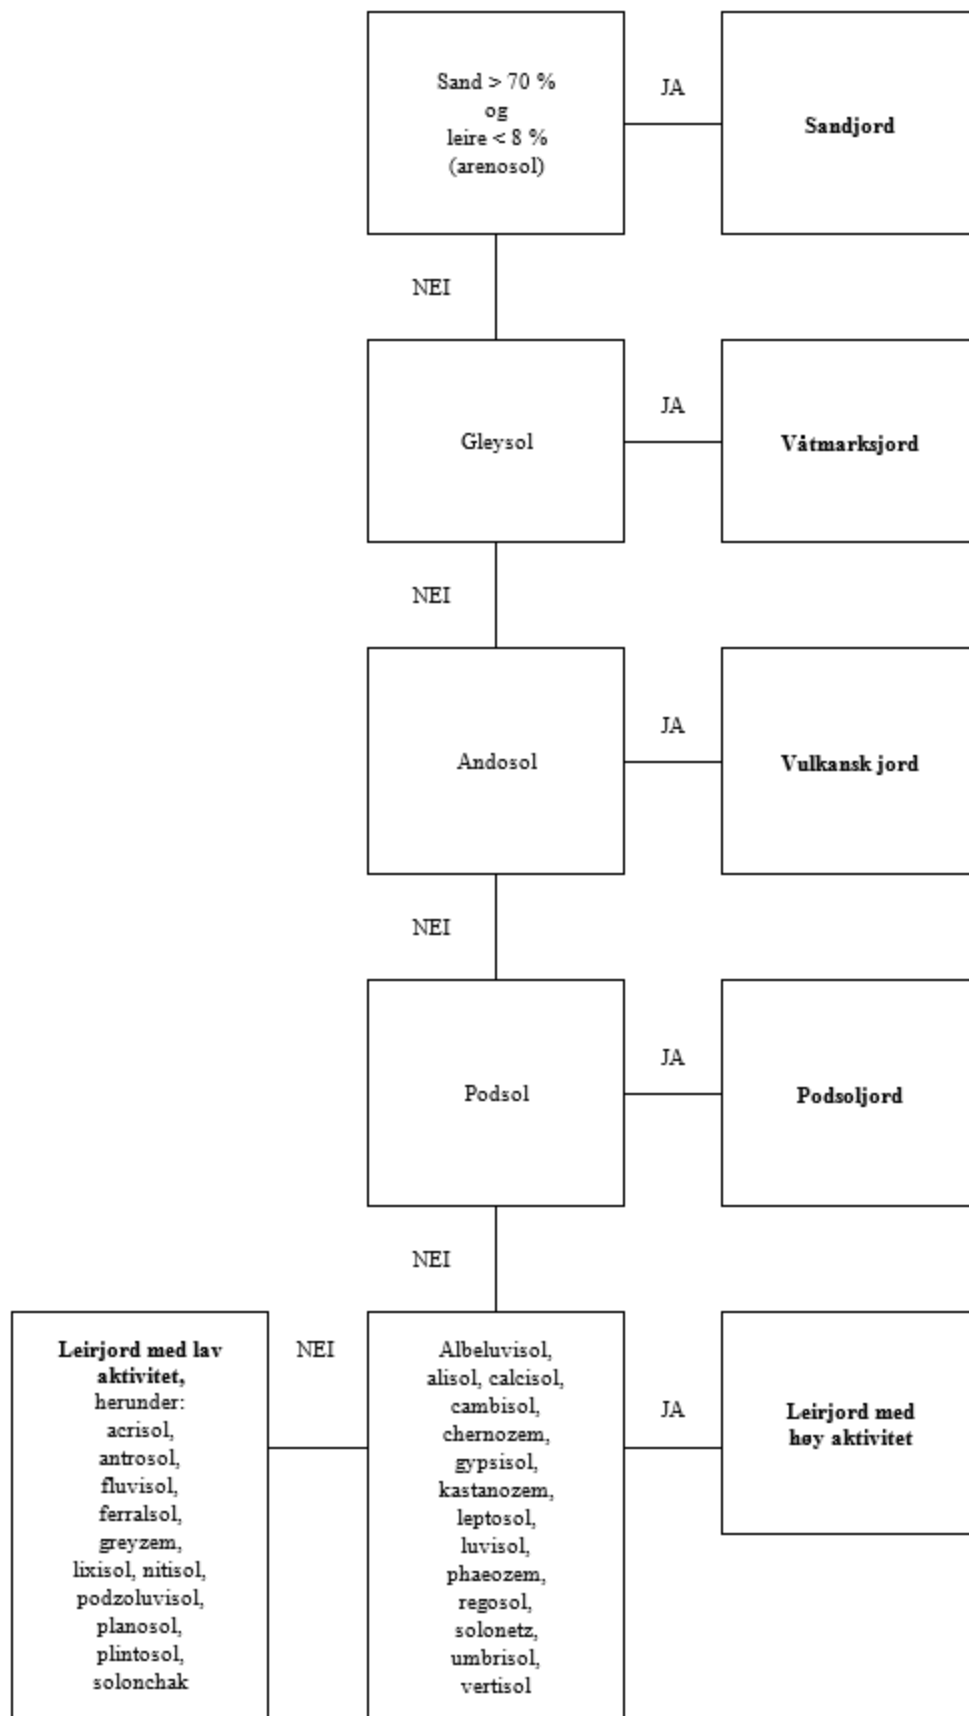 Sand > 70 %
og
leire < 8 %
(arenosol)
JA
Sandjord
NEI
Gleysol
JA
Våtmarksjord
NEI
Andosol
JA
Vulkansk jord
NEI
Podsol
JA
Podsoljord
NEI
Leirjord med lav
aktivitet,
herunder:
acrisol,
antrosol,
fluvisol,
ferralsol,
greyzem,
lixisol, nitisol,
podzoluvisol,
planosol,
plintosol,
solonchak
NEI
Albeluvisol,
alisol, calcisol,
cambisol,
chernozem,
gypsisol,
kastanozem,
leptosol,
luvisol,
phaeozem,
regosol,
solonetz,
umbrisol,
vertisol
JA
Leirjord med
høy aktivitet